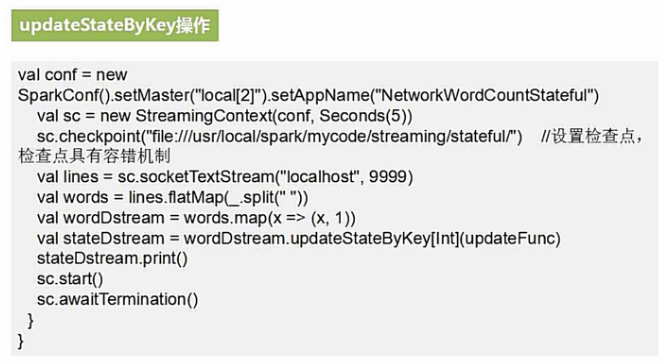 updateStateByKey操作
val conf = new
SparkConf().setMaster("local[2]").setAppName("NetworkWordCountStateful")
val sc = new StreamingContext(conf, Seconds(5))
sc.checkpoint("file:///usr/local/spark/mycode/streaming/stateful/") //设置检查点，
检查点具有容错机制
val lines = sc.socketTextStream("localhost", 9999)
val words = lines.flatMap(_.split(" "))
val wordDstream = words.map(x => (x, 1))
val stateDstream = wordDstream.updateStateByKey[Int](updateFunc)
stateDstream.print()
sc.start()
sc.awaitTermination()
}
}